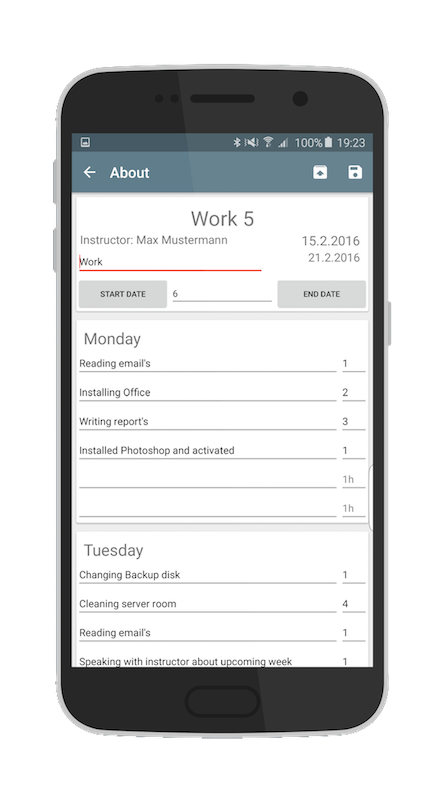 100% 19:23
About
Work 5
Instructor: Max Mustermann 15.2.2016
21.2.2016
Work
START DATE 6 END DATE
Monday
Reading email's 1
Installing Office 2
Writing report's 3
Installed Photoshop and activated 1
1h
1h
Tuesday
Changing Backup disk 1
Cleaning server room 4
Reading email's 1
Speaking with instructor about upcoming week 1